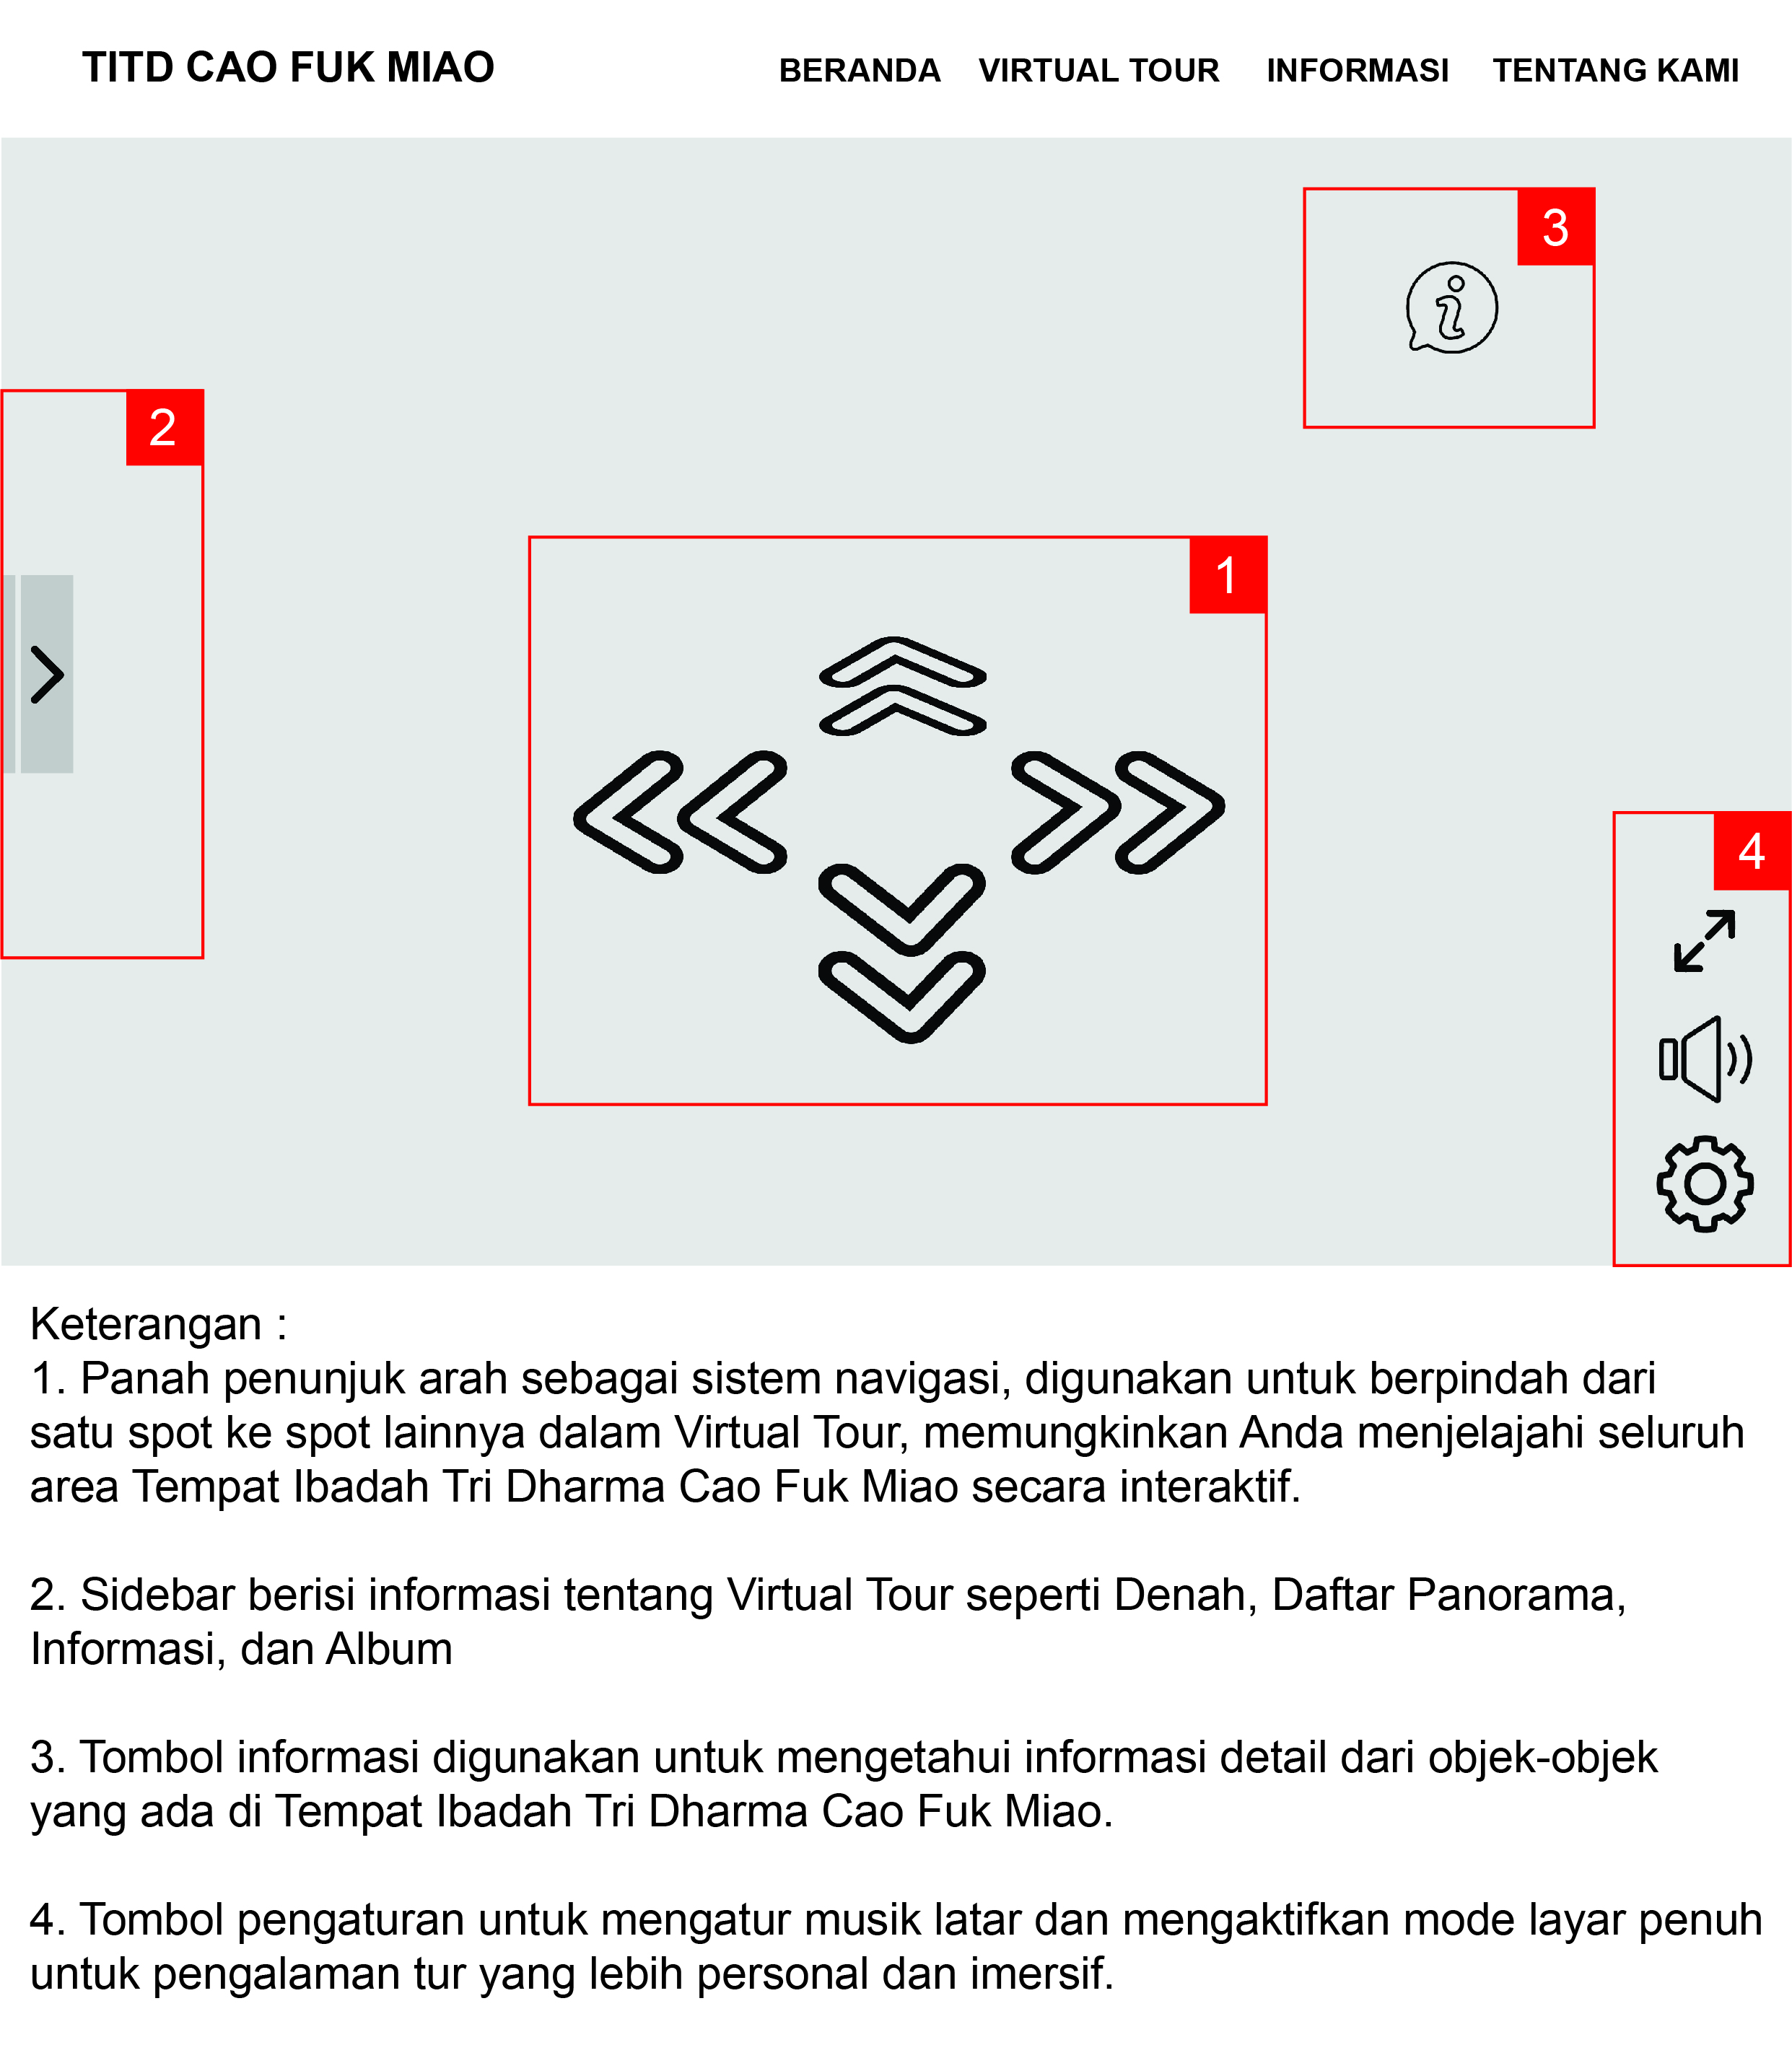 TITD CAO FUK MIAO
BERANDA VIRTUAL TOUR INFORMASI TENTANG KAMI
3
2
1
4
Keterangan :
1. Panah penunjuk arah sebagai sistem navigasi, digunakan untuk berpindah dari
satu spot ke spot lainnya dalam Virtual Tour, memungkinkan Anda menjelajahi seluruh
area Tempat Ibadah Tri Dharma Cao Fuk Miao secara interaktif.
2. Sidebar berisi informasi tentang Virtual Tour seperti Denah, Daftar Panorama,
Informasi, dan Album
3. Tombol informasi digunakan untuk mengetahui informasi detail dari objek-objek
yang ada di Tempat Ibadah Tri Dharma Cao Fuk Miao.
4. Tombol pengaturan untuk mengatur musik latar dan mengaktifkan mode layar penuh
untuk pengalaman tur yang lebih personal dan imersif.